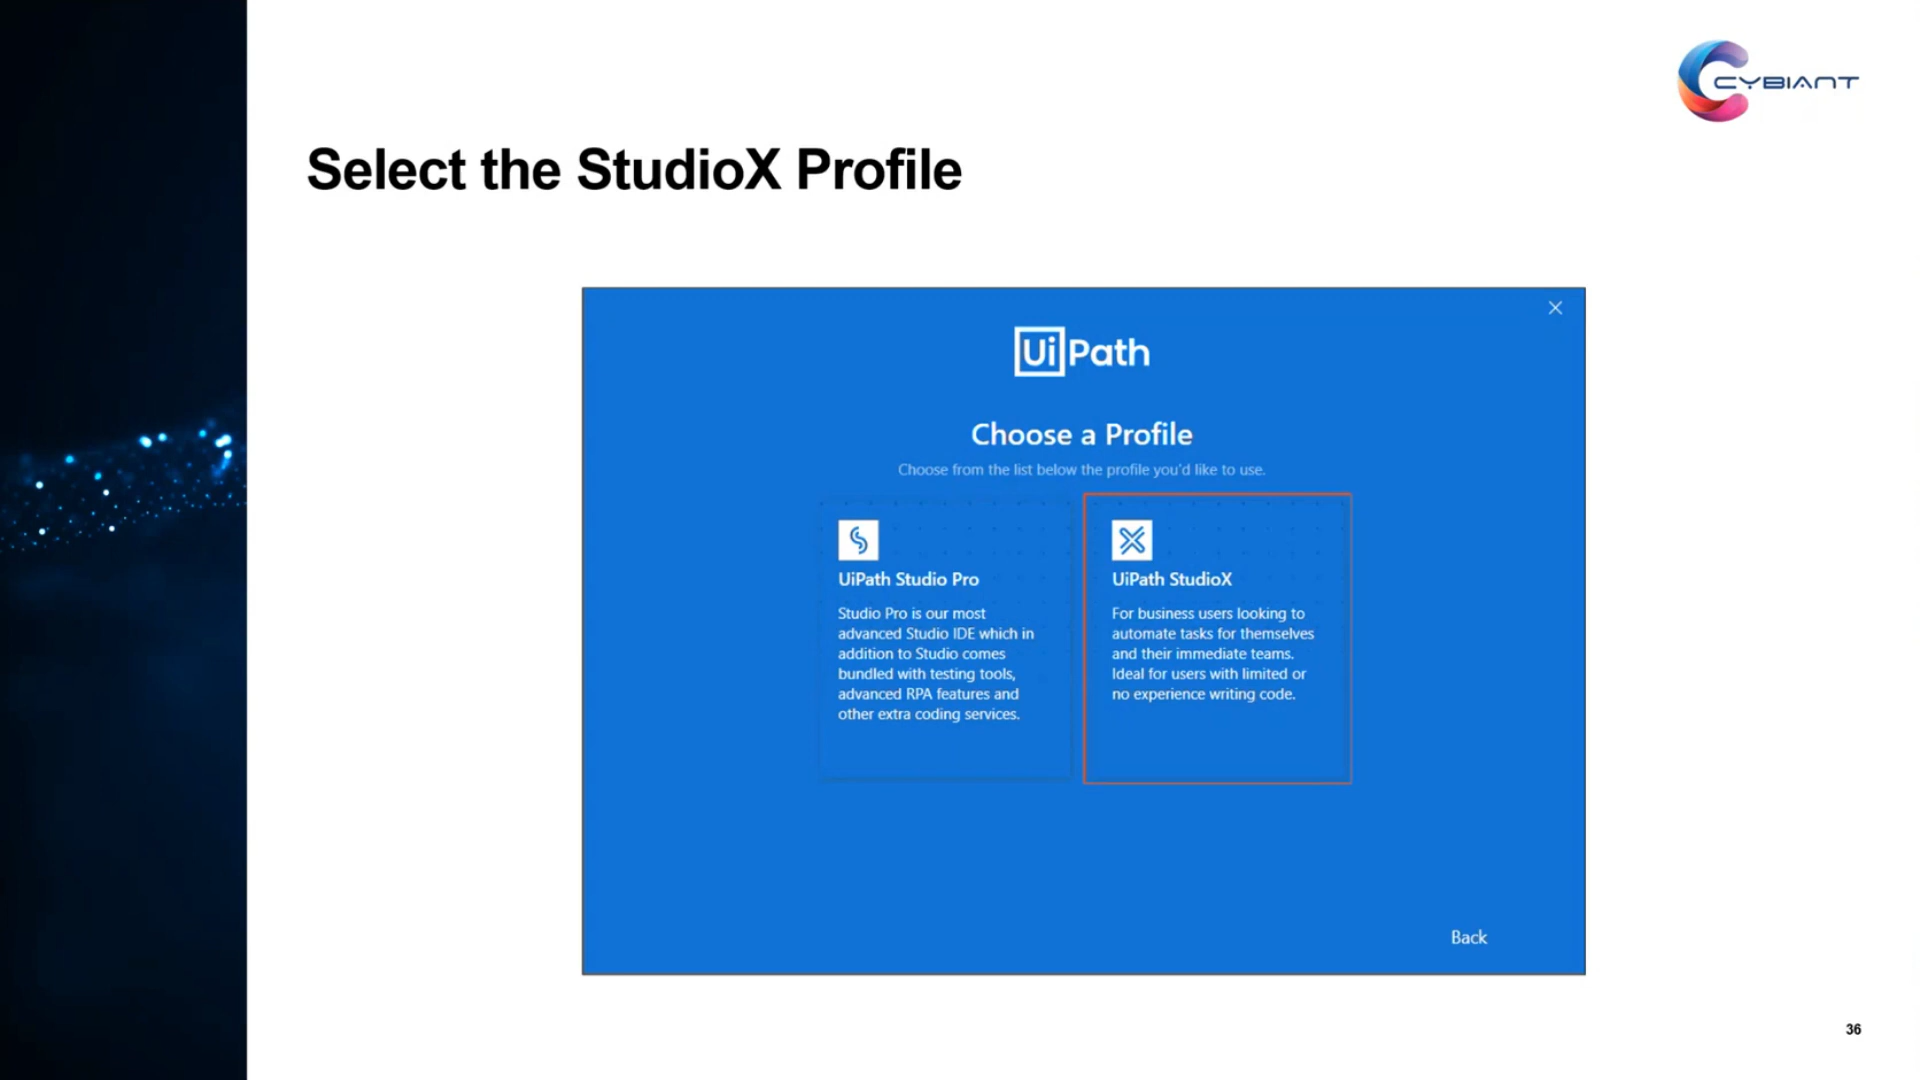 CYBIANT
Select the StudioX Profile
UiPath
Choose a Profile
Choose from the list below the profile you'd like to use.
UiPath Studio Pro
Studio Pro is our most
advanced Studio IDE which in
addition to Studio comes
bundled with testing tools,
advanced RPA features and
other extra coding services.
UiPath StudioX
For business users looking to
automate tasks for themselves
and their immediate teams.
Ideal for users with limited or
no experience writing code.
Back
36